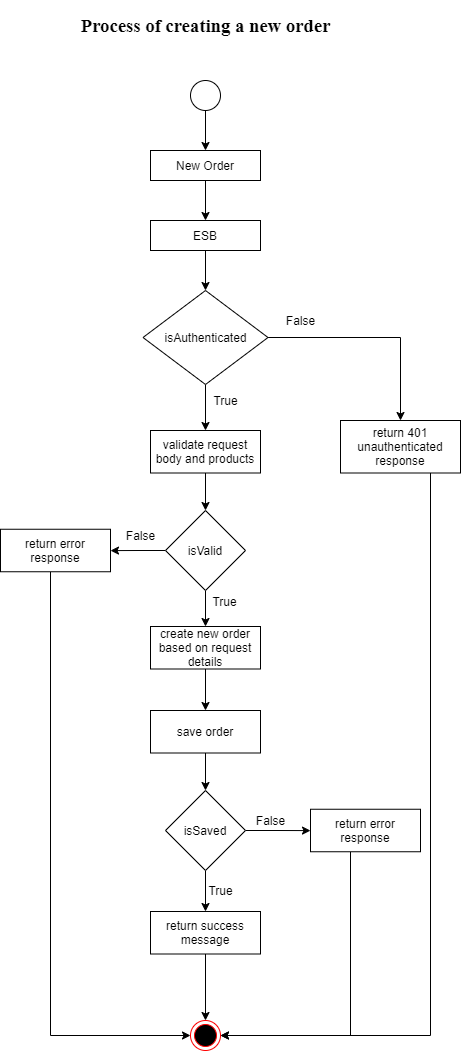 Process of creating a new order
New Order
ESB
isAuthenticated
False
True
return 401
unauthenticated
response
validate request
body and products
isValid
False
return error
response
True
create new order
based on request
details
save order
isSaved
False
return error
response
True
return success
message